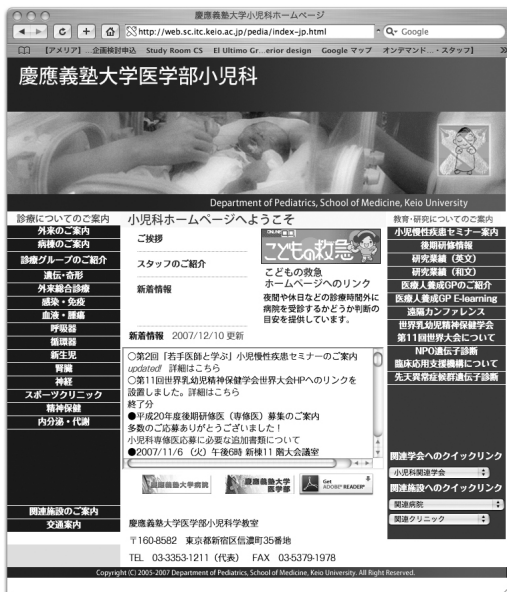 慶應義塾大学小児科ホームページ
http://web.sc.itc.keio.ac.jp/pedia/index-jp.html
Google
【アメリア】...企画検討申込 Study Room CS El Ultimo Gr...erior design Google マップ オンデマンド...・スタッフ]
慶應義塾大学医学部小児科
Department of Pediatrics, School of Medicine, Keio University
診療についてのご案内
外来のご案内
病棟のご案内
診療グループのご紹介
遺伝・奇形
外来総合診療
感染・免疫
血液・腫瘍
呼吸器
循環器
新生児
腎臓
神経
スポーツクリニック
精神保健
内分泌・代謝
関連施設のご案内
交通案内
小児科ホームページへようこそ
ご挨拶
スタッフのご紹介
新着情報
ONLINE
こどもの救急
こどもの救急
ホームページへのリンク
夜間や休日などの診療時間外に
病院を受診するかどうか判断の
目安を提供しています。
新着情報 2007/12/10 更新
○第2回「若手医師と学ぶ」小児慢性疾患セミナーのご案内
updated! 詳細はこちら
○第11回世界乳幼児精神保健学会世界大会HPへのリンクを
設置しました。詳細はこちら
終了分
●平成20年度後期研修医（専修医）募集のご案内
多数のご応募ありがとうございました！
小児科専修医応募に必要な追加書類について
●2007/11/6 （火）午後6時 新棟11 階大会議室
慶應義塾大学病院
慶應義塾大学
医学部
Get
ADOBE® READER®
慶應義塾大学医学部小児科学教室
〒160-8582 東京都新宿区信濃町35番地
TEL 03-3353-1211（代表） FAX 03-5379-1978
教育・研究についてのご案内
小児慢性疾患セミナー案内
後期研修情報
研究業績（英文）
研究業績（和文）
医療人養成GPのご紹介
医療人養成GP E-learning
遠隔カンファレンス
世界乳幼児精神保健学会
第11回世界大会について
NPO遺伝子診断
臨床応用支援機構について
先天異常症候群遺伝子診断
関連学会へのクイックリンク
小児科関連学会
関連施設へのクイックリンク
関連病院
関連クリニック
Copyright (C) 2005-2007 Department of Pediatrics, School of Medicine, Keio University. All Right Reserved.